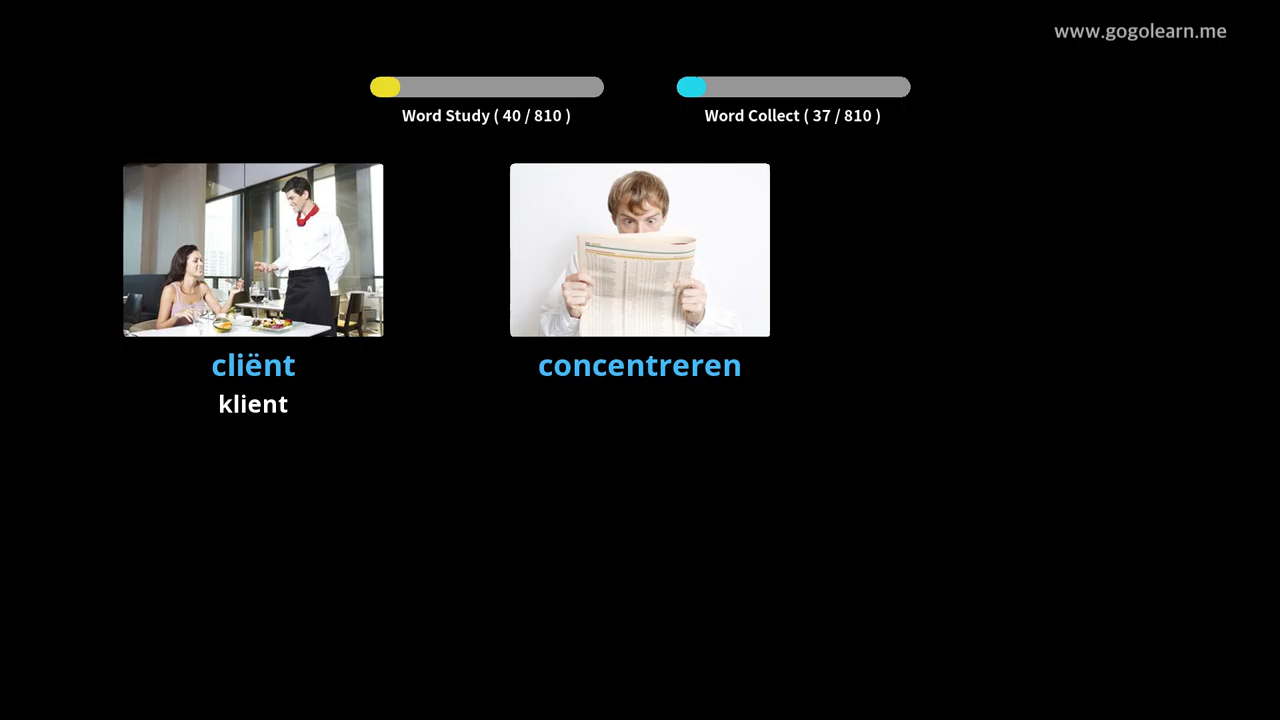 www.gogolearn.me
Word Study ( 40 / 810 )
Word Collect ( 37 / 810 )
cliënt
klient
concentreren